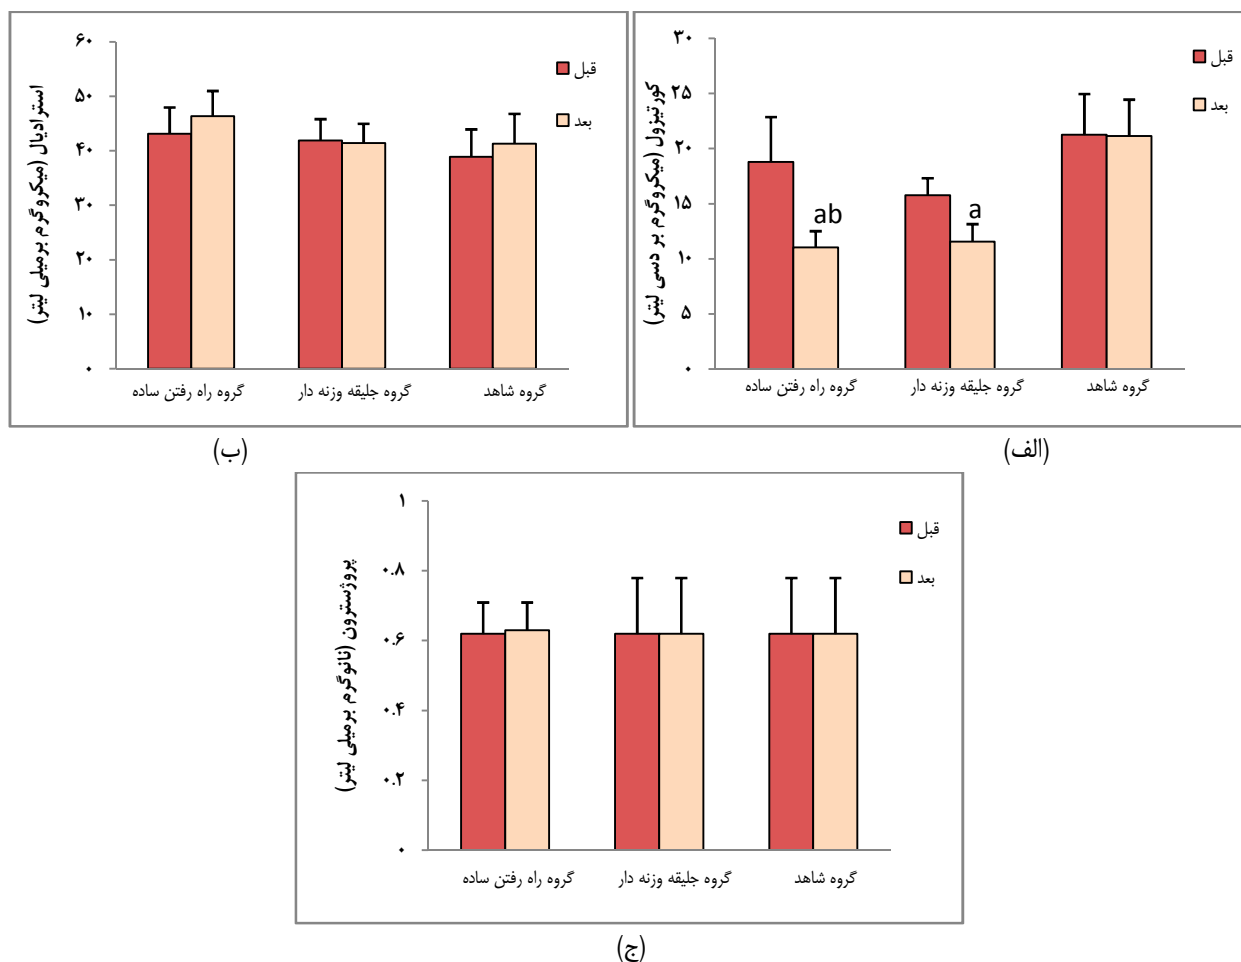 ۶۰
۵۰
۴۰
۳۰
۲۰
۱۰
۰
استرادیال (میکروگرم برمیلی لیتر)
قبل
بعد
گروه راه رفتن ساده
گروه جلیقه وزنه دار
گروه شاهد
(ب)
۳۰
۲۵
۲۰
۱۵
۱۰
۵
۰
کورتیزول (میکروگرم بر دسی لیتر)
قبل
بعد
ab
a
گروه راه رفتن ساده
گروه جلیقه وزنه دار
گروه شاهد
(الف)
۱
۰.۸
۰.۶
۰.۴
۰.۲
۰
پروژسترون (نانوگرم برمیلی لیتر)
قبل
بعد
گروه راه رفتن ساده
گروه جلیقه وزنه دار
گروه شاهد
(ج)